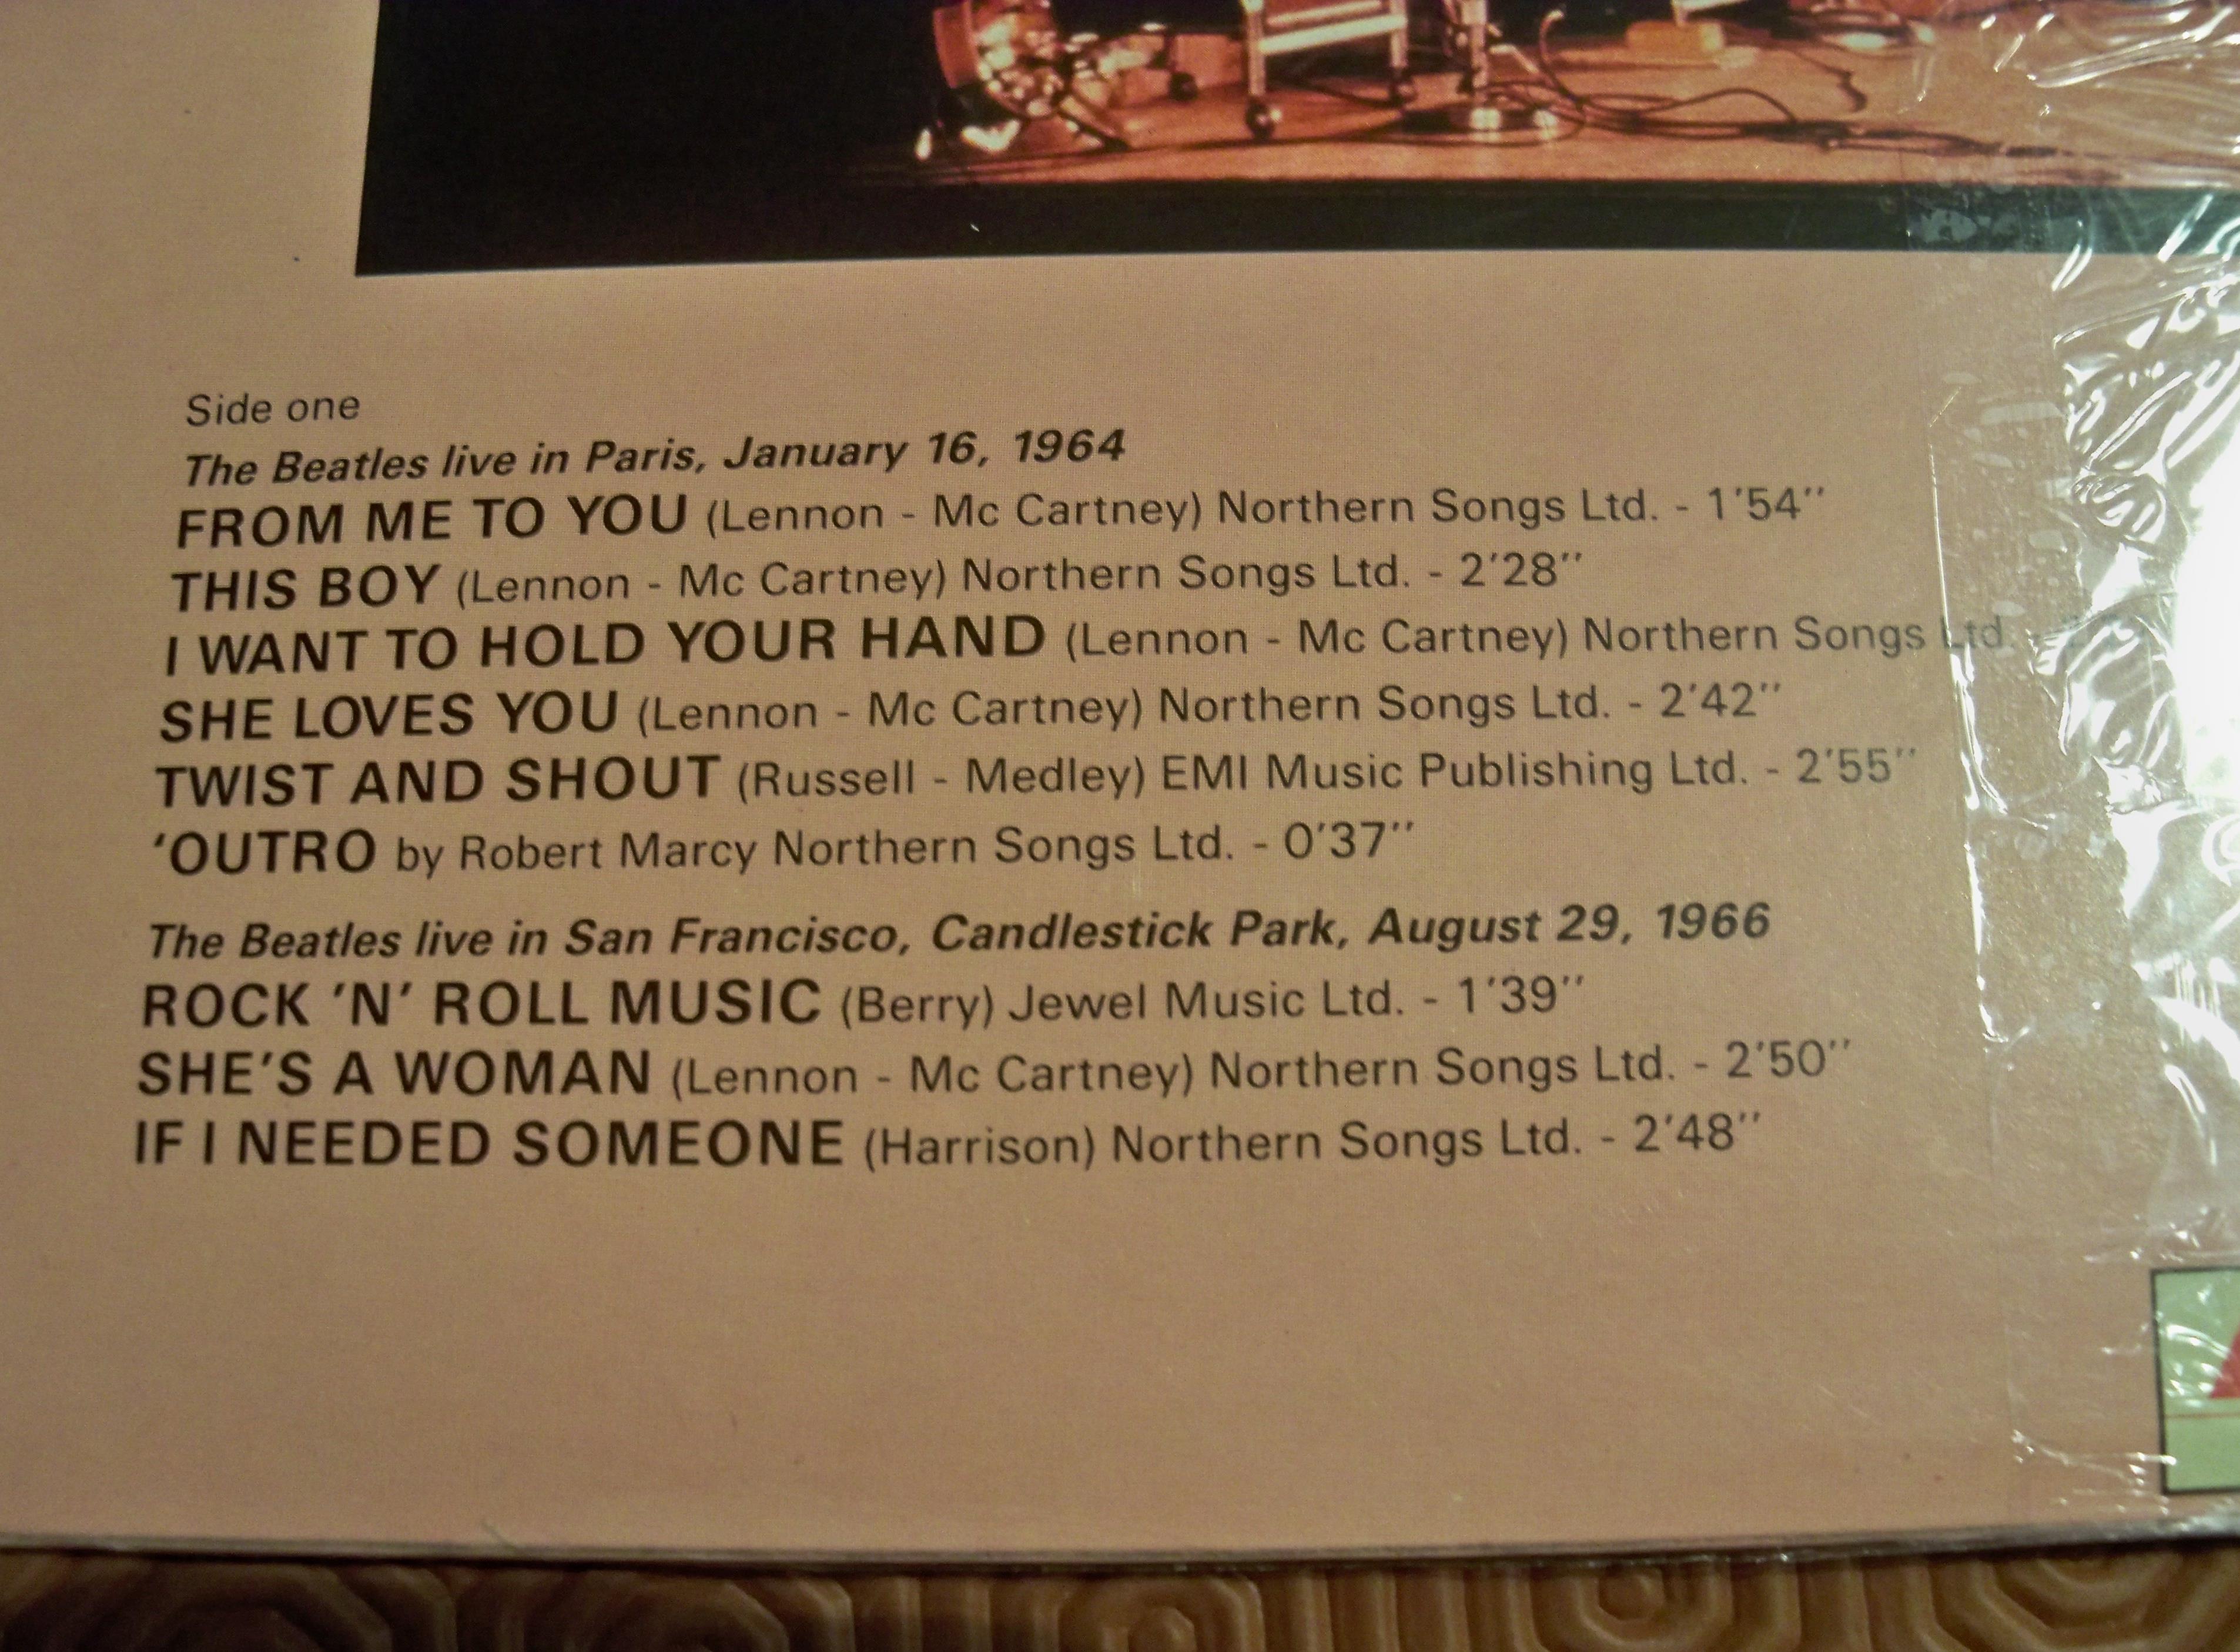 Side one
The Beatles live in Paris, January 16, 1964
FROM ME TO YOU (Lennon - Mc Cartney) Northern Songs Ltd. - 1'54''
THIS BOY (Lennon - Mc Cartney) Northern Songs Ltd. - 2'28''
I WANT TO HOLD YOUR HAND (Lennon - Mc Cartney) Northern Songs Ltd.
SHE LOVES YOU (Lennon - Mc Cartney) Northern Songs Ltd. - 2'42''
TWIST AND SHOUT (Russell - Medley) EMI Music Publishing Ltd. - 2'55''
'OUTRO by Robert Marcy Northern Songs Ltd. - 0'37''
The Beatles live in San Francisco, Candlestick Park, August 29, 1966
ROCK 'N' ROLL MUSIC (Berry) Jewel Music Ltd. - 1'39''
SHE'S A WOMAN (Lennon - Mc Cartney) Northern Songs Ltd. - 2'50''
IF I NEEDED SOMEONE (Harrison) Northern Songs Ltd. - 2'48''